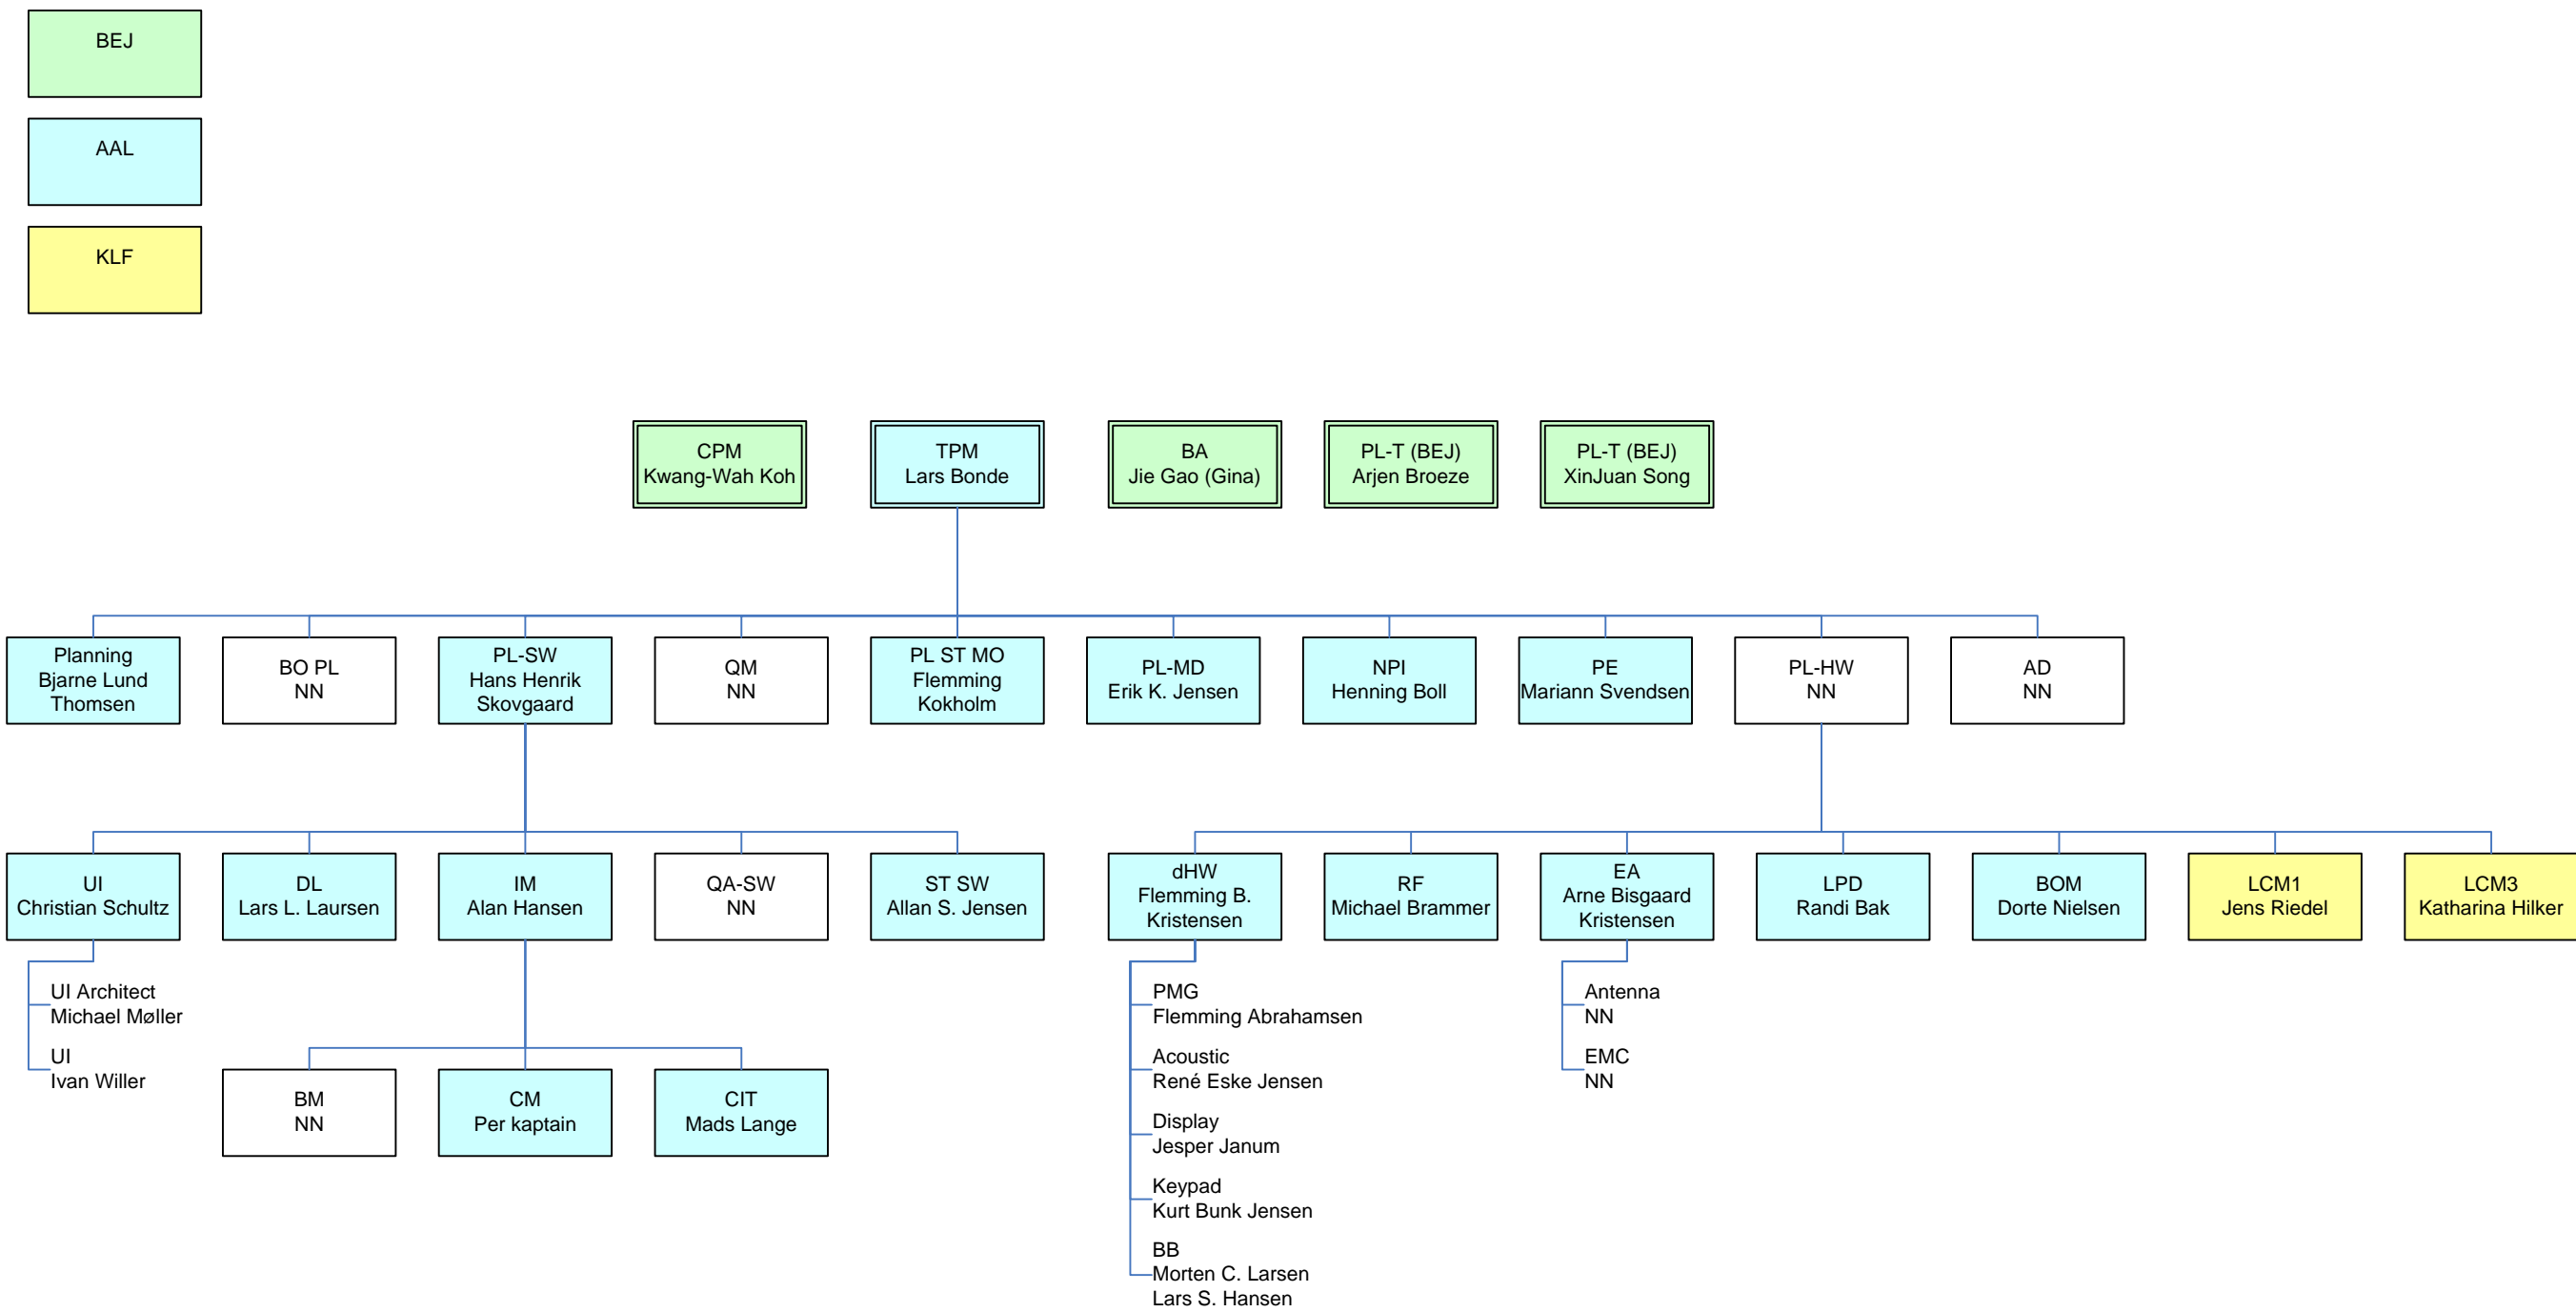 BEJ
AAL
KLF
CPM
Kwang-Wah Koh
TPM
Lars Bonde
BA
Jie Gao (Gina)
PL-T (BEJ)
Arjen Broeze
PL-T (BEJ)
XinJuan Song
Planning
Bjarne Lund
Thomsen
BO PL
NN
PL-SW
Hans Henrik
Skovgaard
QM
NN
PL ST MO
Flemming
Kokholm
PL-MD
Erik K. Jensen
NPI
Henning Boll
PE
Mariann Svendsen
PL-HW
NN
AD
NN
UI
Christian Schultz
DL
Lars L. Laursen
IM
Alan Hansen
QA-SW
NN
ST SW
Allan S. Jensen
dHW
Flemming B.
Kristensen
RF
Michael Brammer
EA
Arne Bisgaard
Kristensen
LPD
Randi Bak
BOM
Dorte Nielsen
LCM1
Jens Riedel
LCM3
Katharina Hilker
UI Architect
Michael Møller
UI
Ivan Willer
BM
NN
CM
Per kaptain
CIT
Mads Lange
PMG
Flemming Abrahamsen
Acoustic
René Eske Jensen
Display
Jesper Janum
Keypad
Kurt Bunk Jensen
BB
Morten C. Larsen
Lars S. Hansen
Antenna
NN
EMC
NN